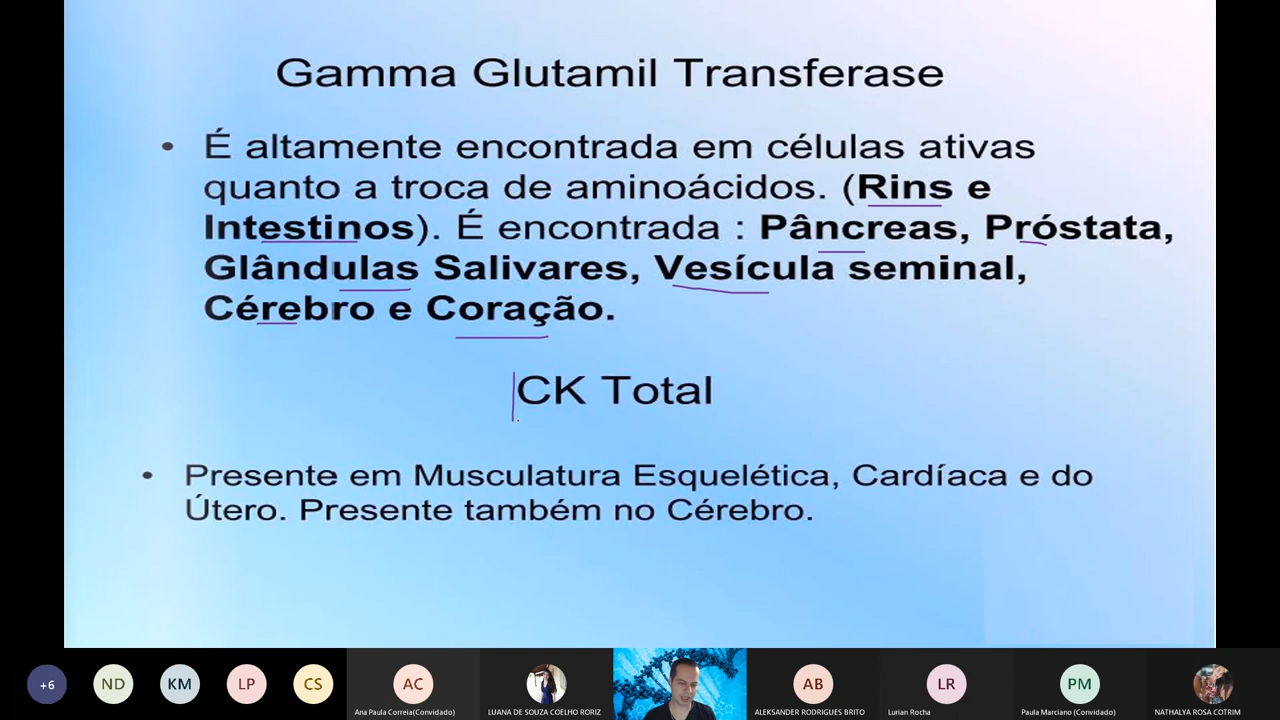 Gamma Glutamil Transferase
• É altamente encontrada em células ativas
quanto a troca de aminoácidos. (Rins e
Intestinos). É encontrada : Pâncreas, Próstata,
Glândulas Salivares, Vesícula seminal,
Cérebro e Coração.
CK Total
• Presente em Musculatura Esquelética, Cardíaca e do
Útero. Presente também no Cérebro.
+6 ND KM LP CS AC AB LR PM
Ana Paula Correia(Convidado) LUANA DE SOUZA COELHO RORIZ ALEKSANDER RODRIGUES BRITO Lurian Rocha Paula Marciano (Convidado) NATHALYA ROSA COTRIM